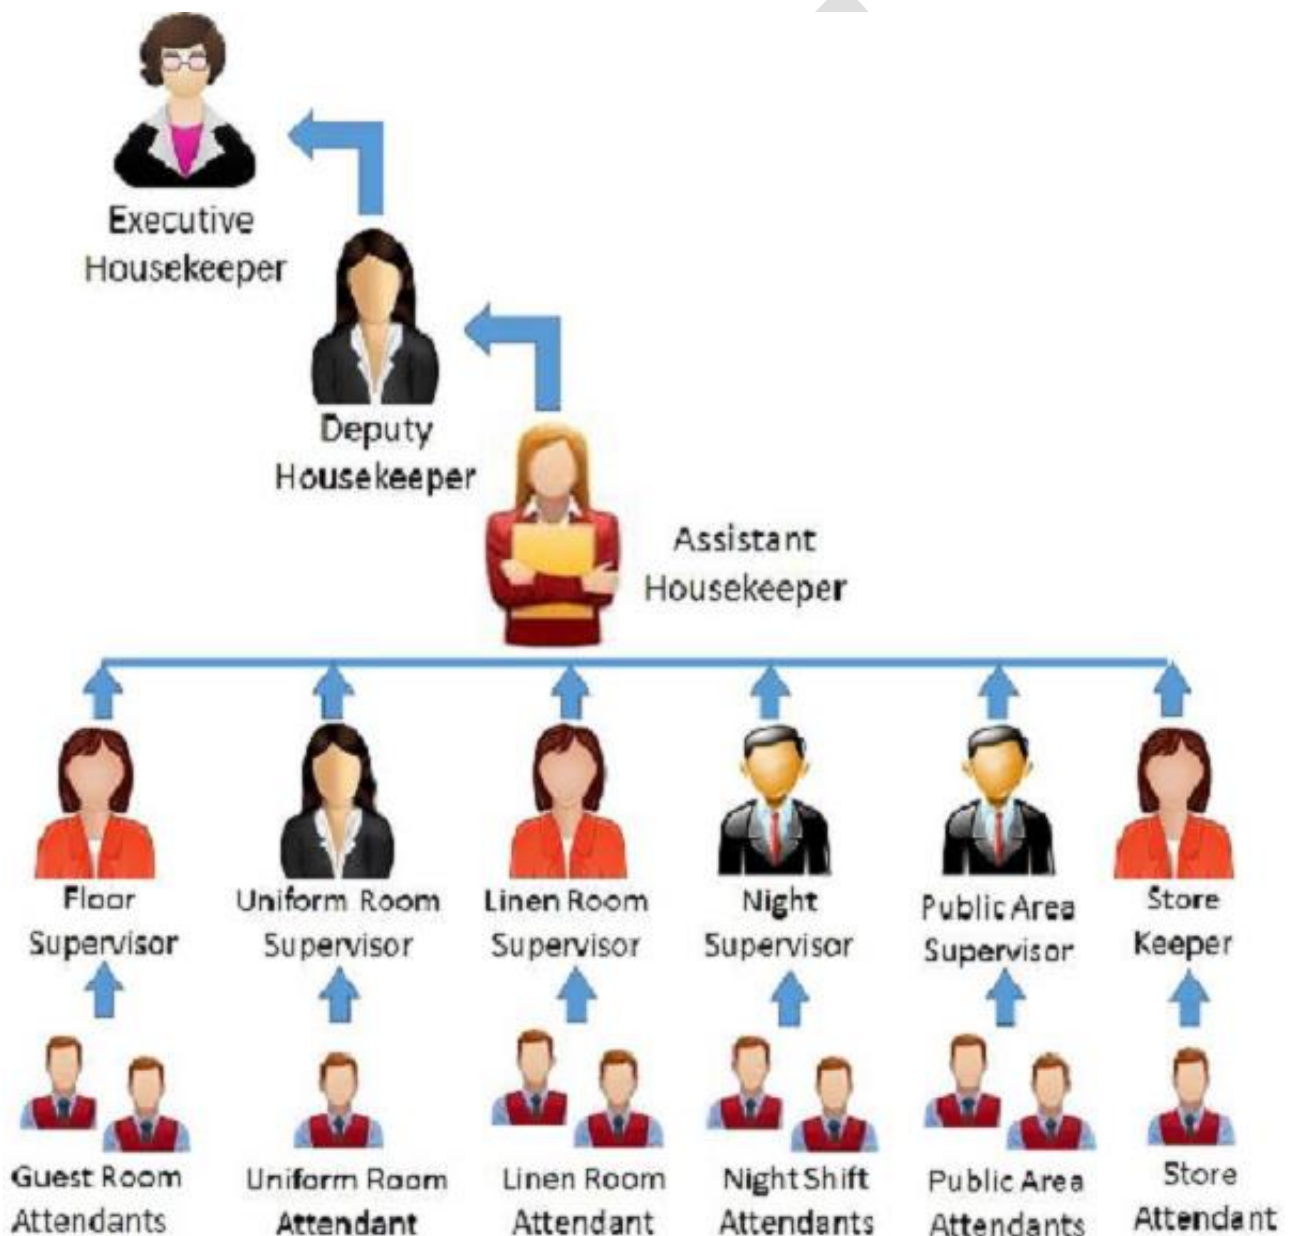 Executive
Housekeeper
Deputy
Housekeeper
Assistant
Housekeeper
Floor
Supervisor
Uniform Room
Supervisor
Linen Room
Supervisor
Night
Supervisor
Public Area
Supervisor
Store
Keeper
Guest Room
Attendants
Uniform Room
Attendant
Linen Room
Attendant
Night Shift
Attendants
Public Area
Attendants
Store
Attendant